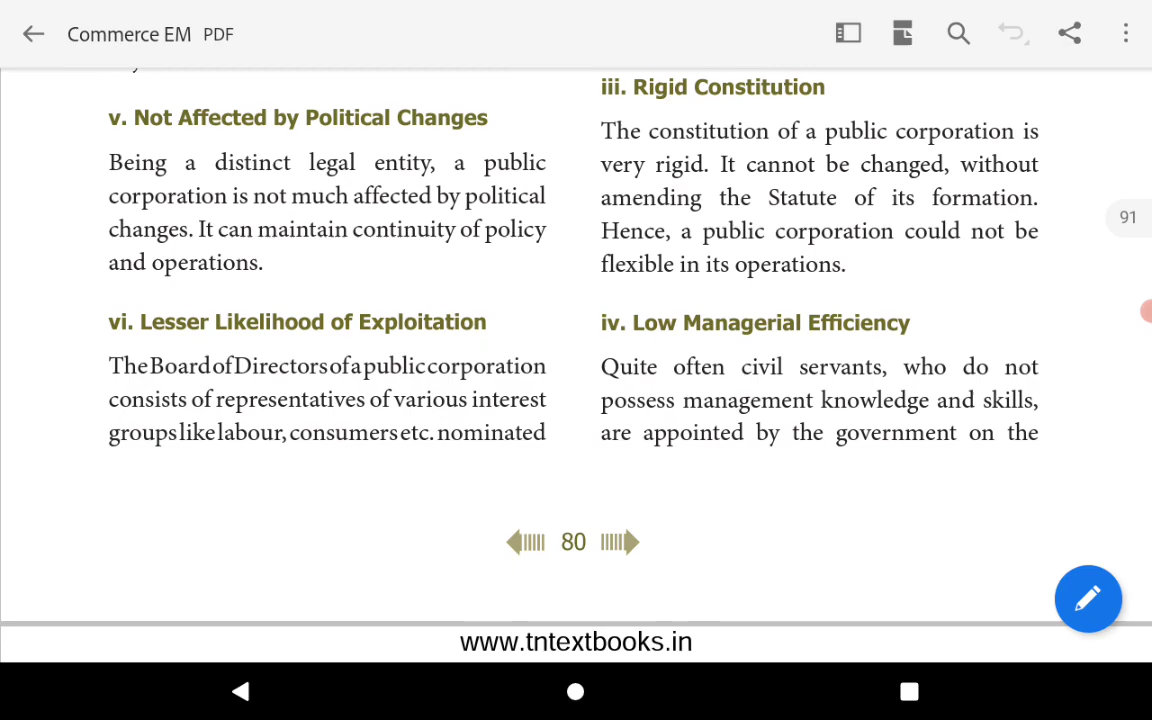 Commerce EM PDF
v. Not Affected by Political Changes
Being a distinct legal entity, a public
corporation is not much affected by political
changes. It can maintain continuity of policy
and operations.
vi. Lesser Likelihood of Exploitation
The Board of Directors of a public corporation
consists of representatives of various interest
groups like labour, consumers etc. nominated
iii. Rigid Constitution
The constitution of a public corporation is
very rigid. It cannot be changed, without
amending the Statute of its formation.
Hence, a public corporation could not be
flexible in its operations.
iv. Low Managerial Efficiency
Quite often civil servants, who do not
possess management knowledge and skills,
are appointed by the government on the
91
80
www.tntextbooks.in